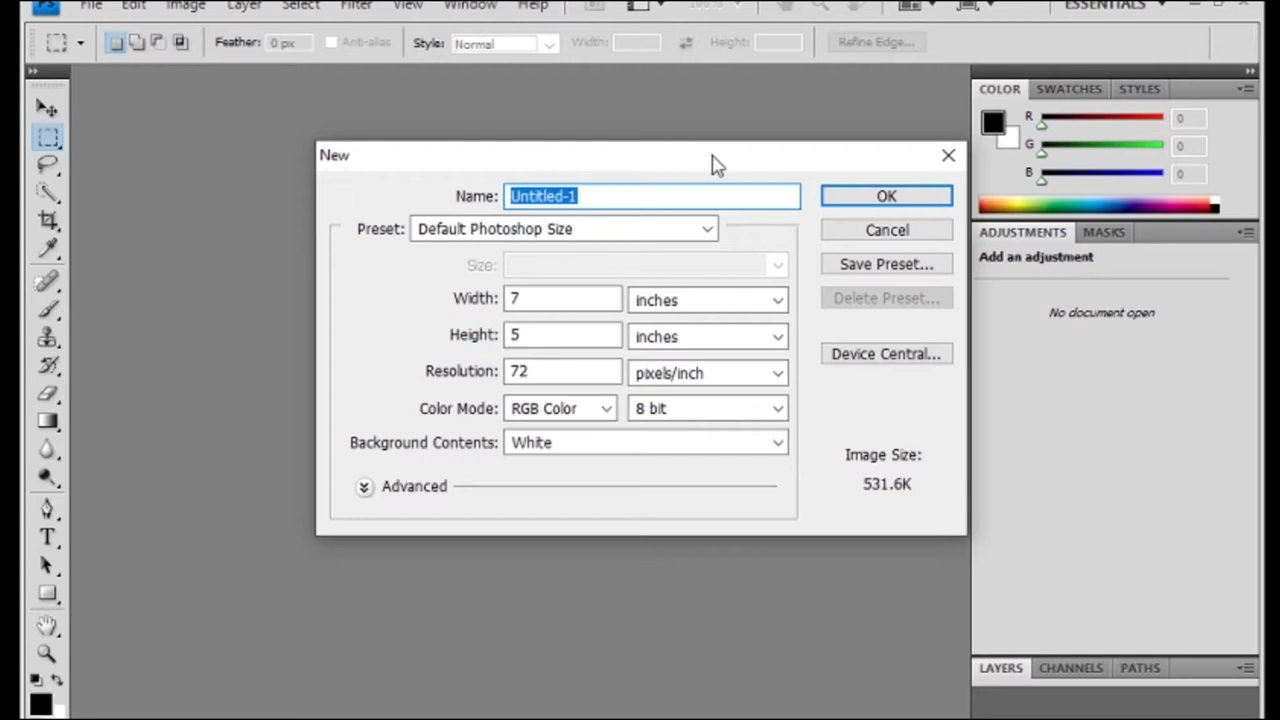 PS File Edit Image Layer Select Filter View Window Help 100% ESSENTIALS
Feather: 0 px Anti-alias Style: Normal Width: Height: Refine Edge...
COLOR SWATCHES STYLES
R 0
G 0
B 0
New
Name: Untitled-1 OK
Preset: Default Photoshop Size Cancel
Size: Save Preset...
Width: 7 inches Delete Preset...
Height: 5 inches
Resolution: 72 pixels/inch Device Central...
Color Mode: RGB Color 8 bit
Background Contents: White
Advanced
Image Size:
531.6K
ADJUSTMENTS MASKS
Add an adjustment
No document open
T
LAYERS CHANNELS PATHS